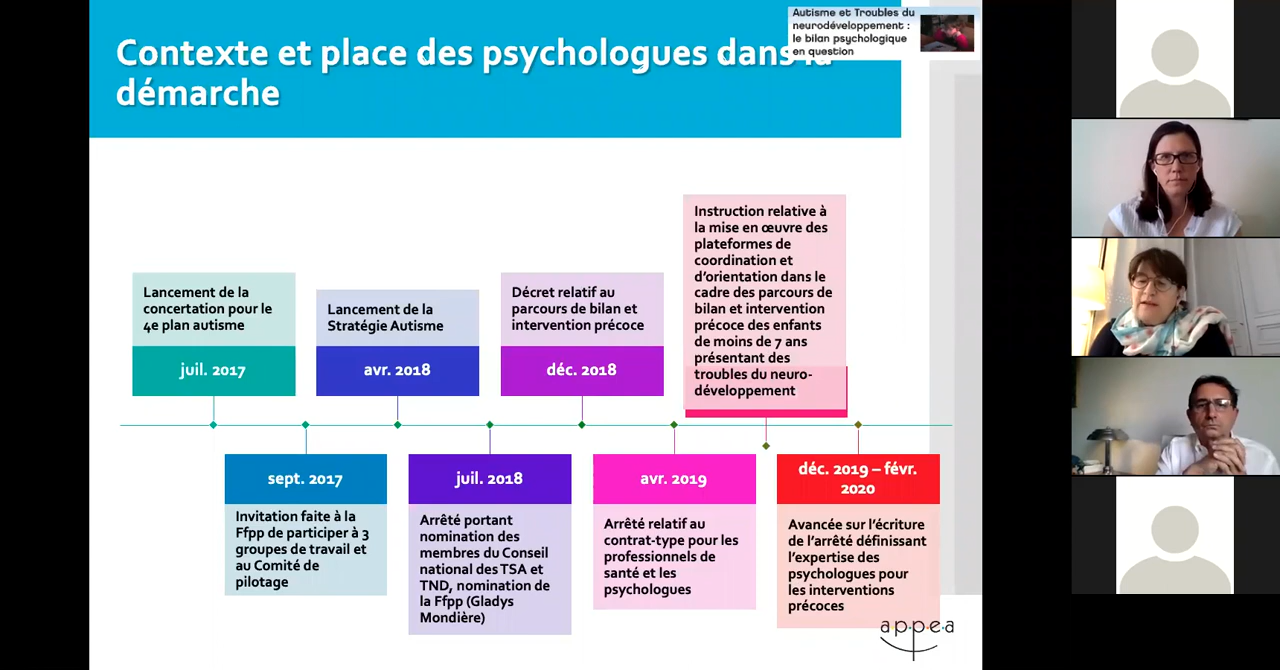 Contexte et place des psychologues dans la
démarche
Autisme et Troubles du
neurodéveloppement :
le bilan psychologique
en question
Lancement de la
concertation pour le
4e plan autisme
juil. 2017
Lancement de la
Stratégie Autisme
avr. 2018
Décret relatif au
parcours de bilan et
intervention précoce
déc. 2018
Instruction relative à
la mise en œuvre des
plateformes de
coordination et
d'orientation dans le
cadre des parcours de
bilan et intervention
précoce des enfants
de moins de 7 ans
présentant des
troubles du neuro-
développement
sept. 2017
Invitation faite à la
Ffpp de participer à 3
groupes de travail et
au Comité de
pilotage
juil. 2018
Arrêté portant
nomination des
membres du Conseil
national des TSA et
TND, nomination de
la Ffpp (Gladys
Mondière)
avr. 2019
Arrêté relatif au
contrat-type pour les
professionnels de
santé et les
psychologues
déc. 2019 – févr.
2020
Avancée sur l'écriture
de l'arrêté définissant
l'expertise des
psychologues pour
les interventions
précoces
appea